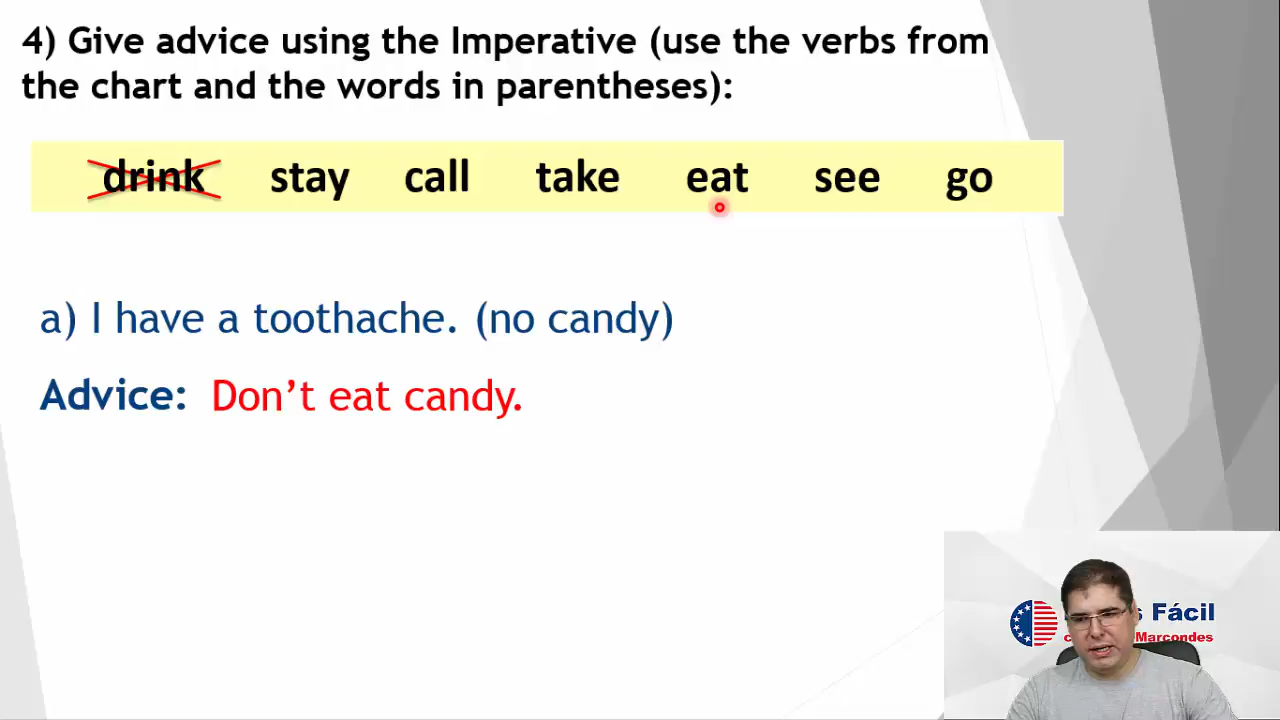 4) Give advice using the Imperative (use the verbs from
the chart and the words in parentheses):
drink stay call take eat see go
a) I have a toothache. (no candy)
Advice: Don't eat candy.
Fácil
Marcondes